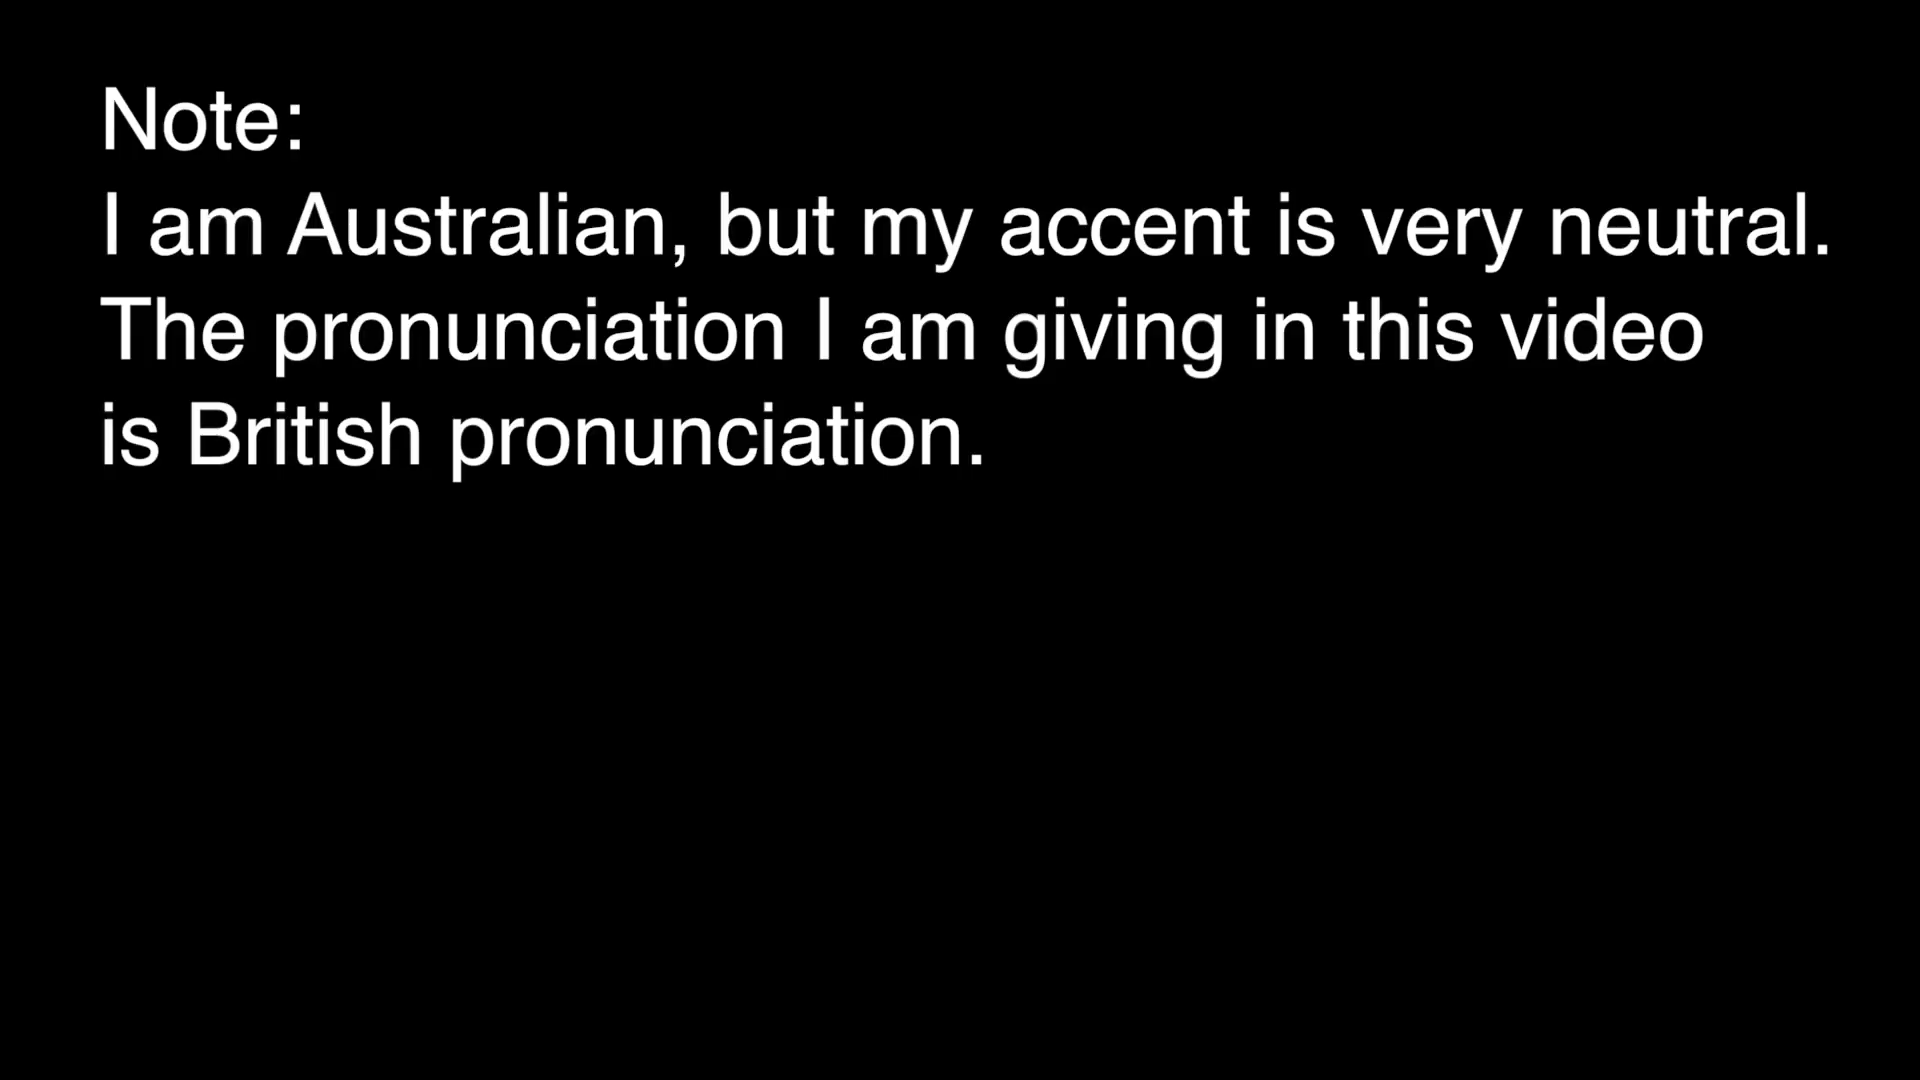 Note:
I am Australian, but my accent is very neutral.
The pronunciation I am giving in this video
is British pronunciation.